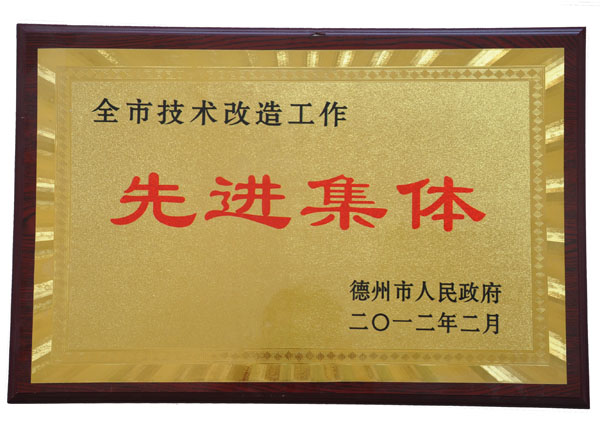 全市技术改造工作
先进集体
德州市人民政府
二〇一二年二月